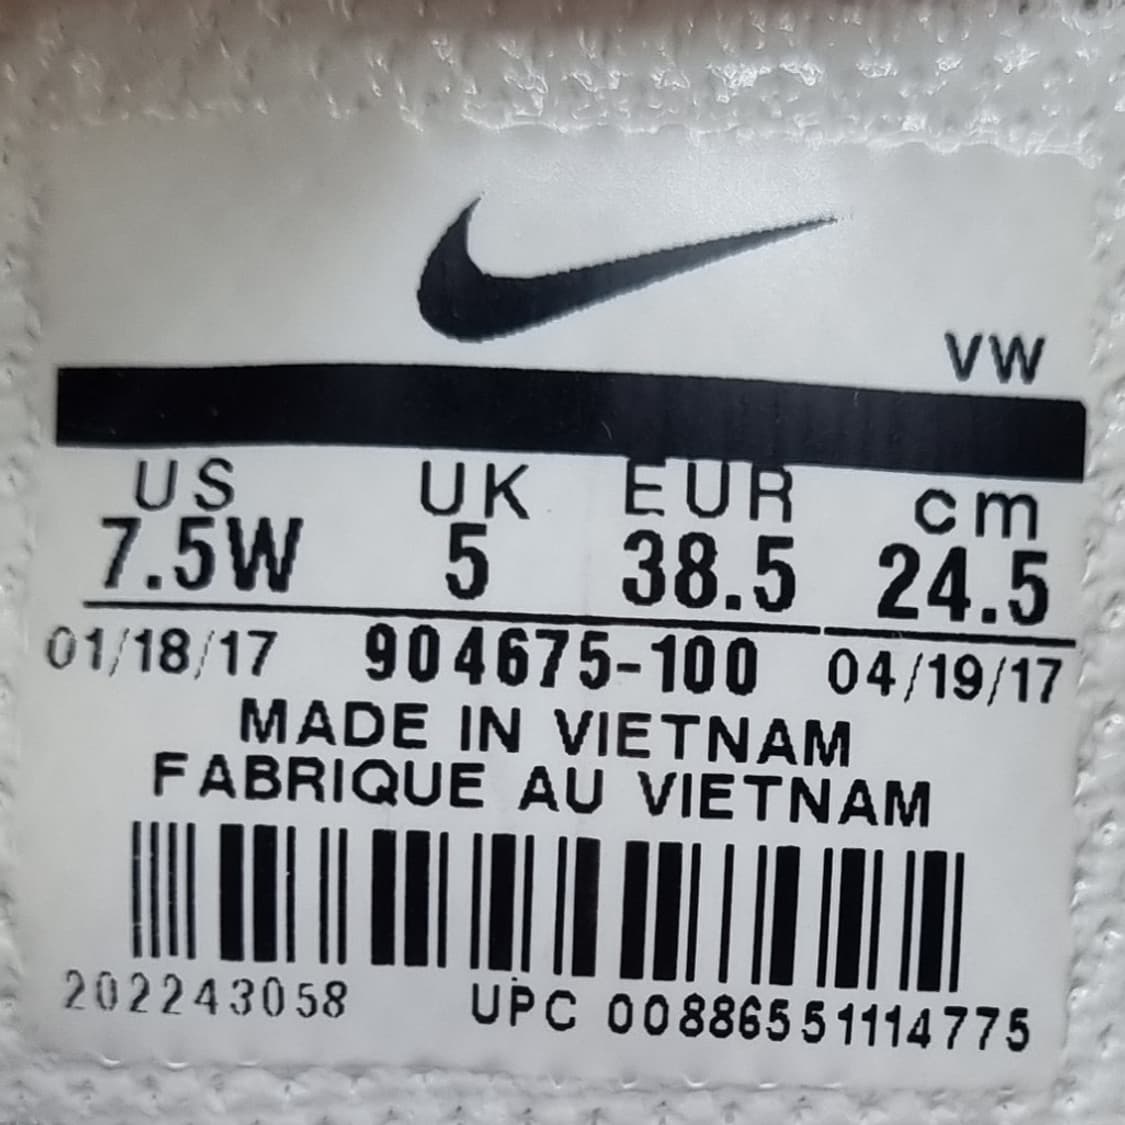 VW
US UK EUR cm
7.5W 5 38.5 24.5
01/18/17 904675-100 04/19/17
MADE IN VIETNAM
FABRIQUE AU VIETNAM
202243058 UPC 00886551114775